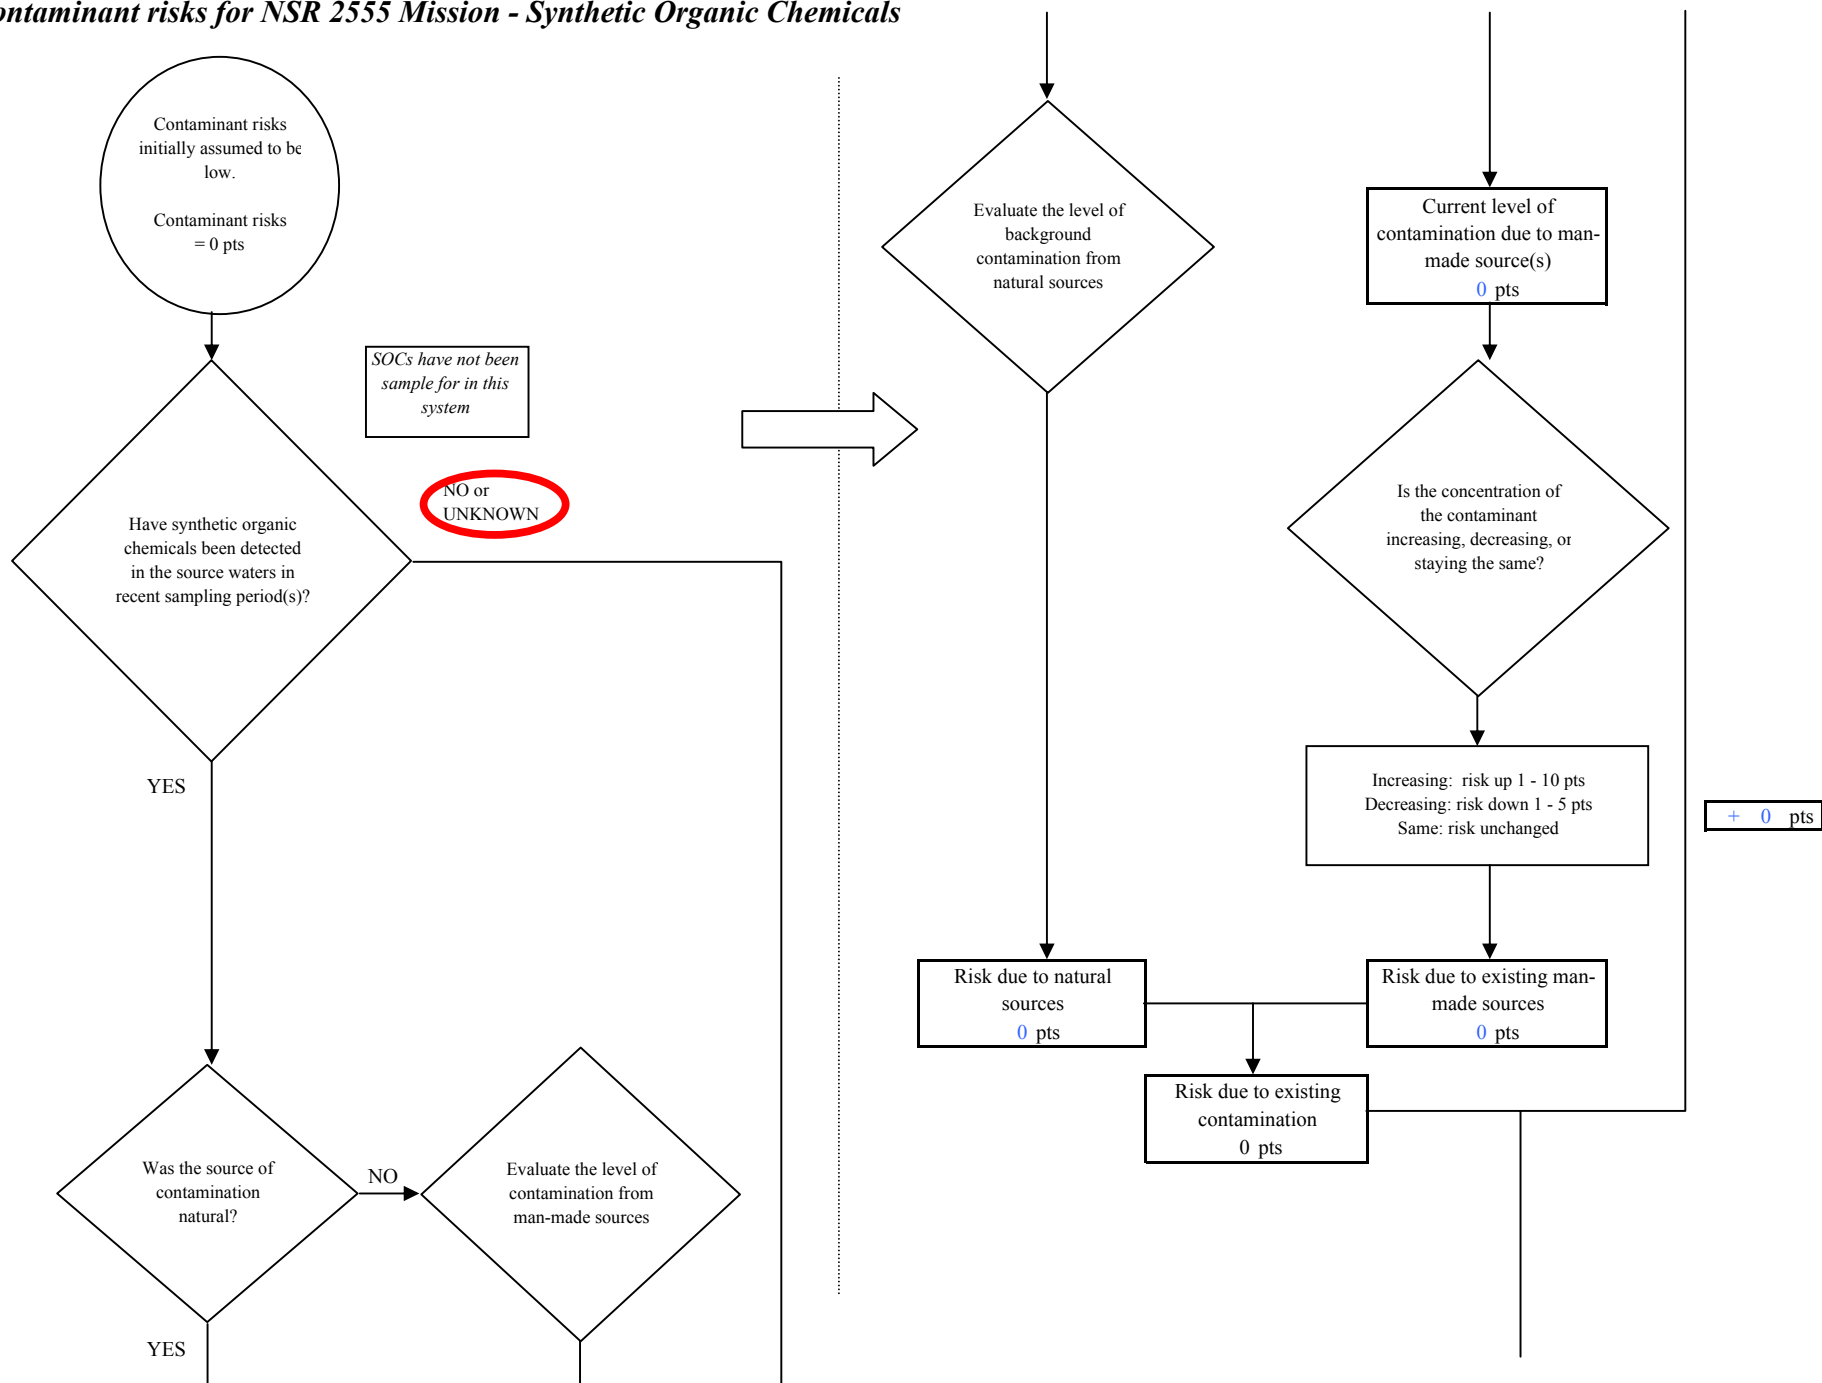 ontaminant risks for NSR 2555 Mission - Synthetic Organic Chemicals
Contaminant risks
initially assumed to be
low.
Contaminant risks
= 0 pts
SOCs have not been
sample for in this
system
NO or
UNKNOWN
Have synthetic organic
chemicals been detected
in the source waters in
recent sampling period(s)?
YES
Was the source of
contamination
natural?
NO
Evaluate the level of
contamination from
man-made sources
YES
Evaluate the level of
background
contamination from
natural sources
Current level of
contamination due to man-
made source(s)
0 pts
Is the concentration of
the contaminant
increasing, decreasing, or
staying the same?
Increasing: risk up 1 - 10 pts
Decreasing: risk down 1 - 5 pts
Same: risk unchanged
+ 0 pts
Risk due to natural
sources
0 pts
Risk due to existing man-
made sources
0 pts
Risk due to existing
contamination
0 pts